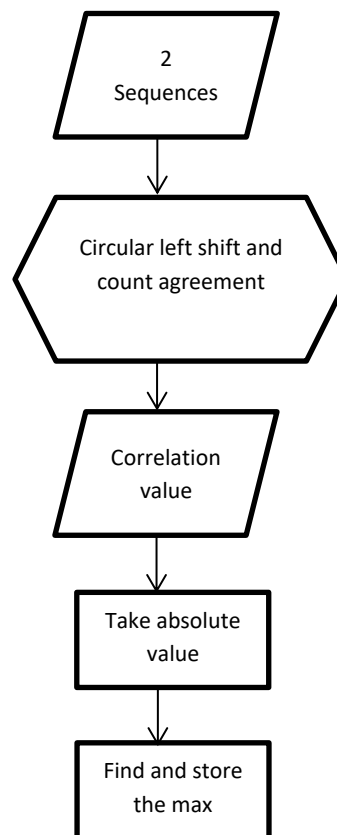 2
Sequences
Circular left shift and
count agreement
Correlation
value
Take absolute
value
Find and store
the max